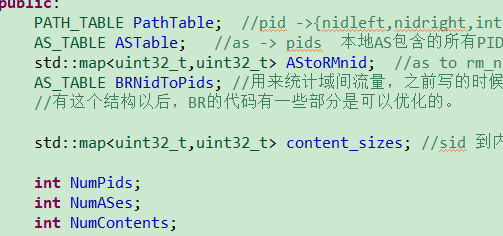 public:
PATH_TABLE PathTable; //pid ->{nidleft,nidright,int
AS_TABLE ASTable; //as -> pids 本地AS包含的所有PID
std::map<uint32_t,uint32_t> AStoRMnid; //as to rm_n
AS_TABLE BRNidToPids; //用来统计域间流量，之前写的时候
//有这个结构以后，BR的代码有一些部分是可以优化的。
std::map<uint32_t,uint32_t> content_sizes; //sid 到内
int NumPids;
int NumASes;
int NumContents;